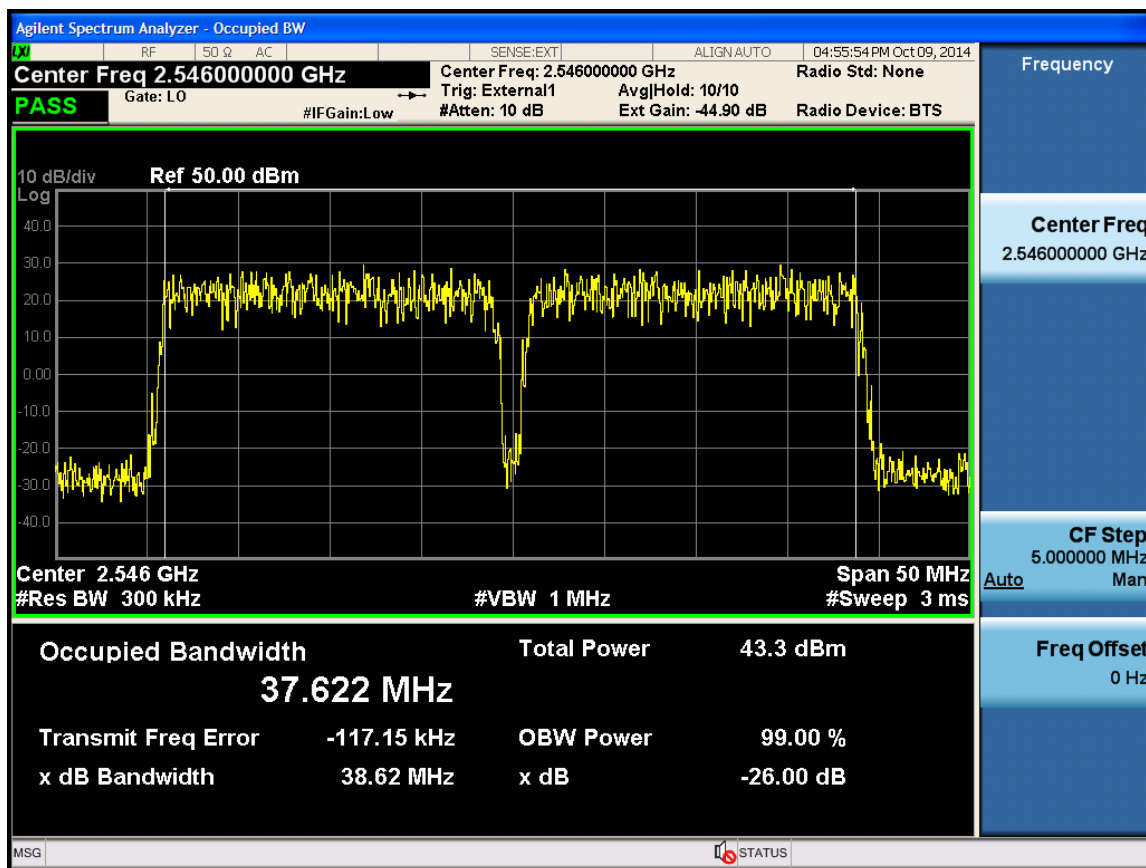 Agilent Spectrum Analyzer - Occupied BW
LXI RF 50 Ω AC SENSE:EXT ALIGN AUTO 04:55:54 PM Oct 09, 2014
Center Freq 2.546000000 GHz
Center Freq: 2.546000000 GHz Radio Std: None
PASS Gate: LO Trig: External1 Avg|Hold: 10/10
#IFGain:Low #Atten: 10 dB Ext Gain: -44.90 dB Radio Device: BTS
10 dB/div Ref 50.00 dBm
Log
40.0
30.0
20.0
10.0
0.00
-10.0
-20.0
-30.0
-40.0
Center 2.546 GHz Span 50 MHz
#Res BW 300 kHz #VBW 1 MHz #Sweep 3 ms
Occupied Bandwidth Total Power 43.3 dBm
37.622 MHz
Transmit Freq Error -117.15 kHz OBW Power 99.00 %
x dB Bandwidth 38.62 MHz x dB -26.00 dB
Frequency
Center Freq
2.546000000 GHz
CF Step
5.000000 MHz
Auto Man
Freq Offset
0 Hz
MSG STATUS